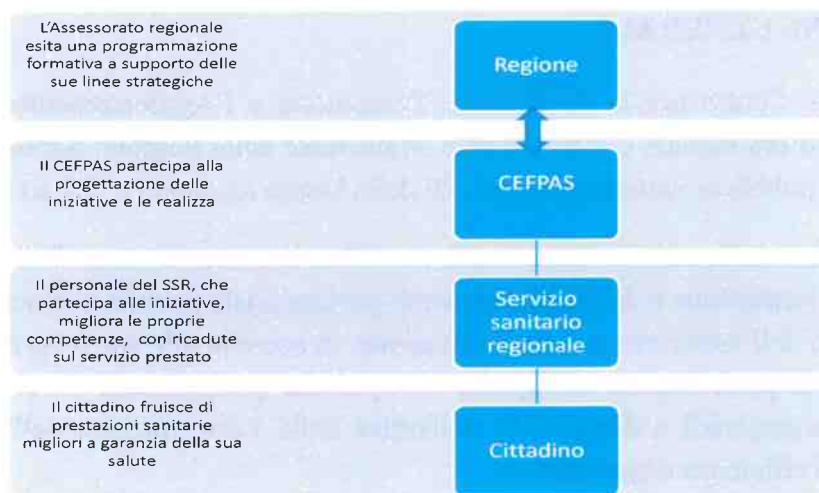 L'Assessorato regionale
esita una programmazione
formativa a supporto delle
sue linee strategiche
Regione
Il CEFPAS partecipa alla
progettazione delle
iniziative e le realizza
CEFPAS
Il personale del SSR, che
partecipa alle iniziative,
migliora le proprie
competenze, con ricadute
sul servizio prestato
Servizio
sanitario
regionale
Il cittadino fruisce di
prestazioni sanitarie
migliori a garanzia della sua
salute
Cittadino